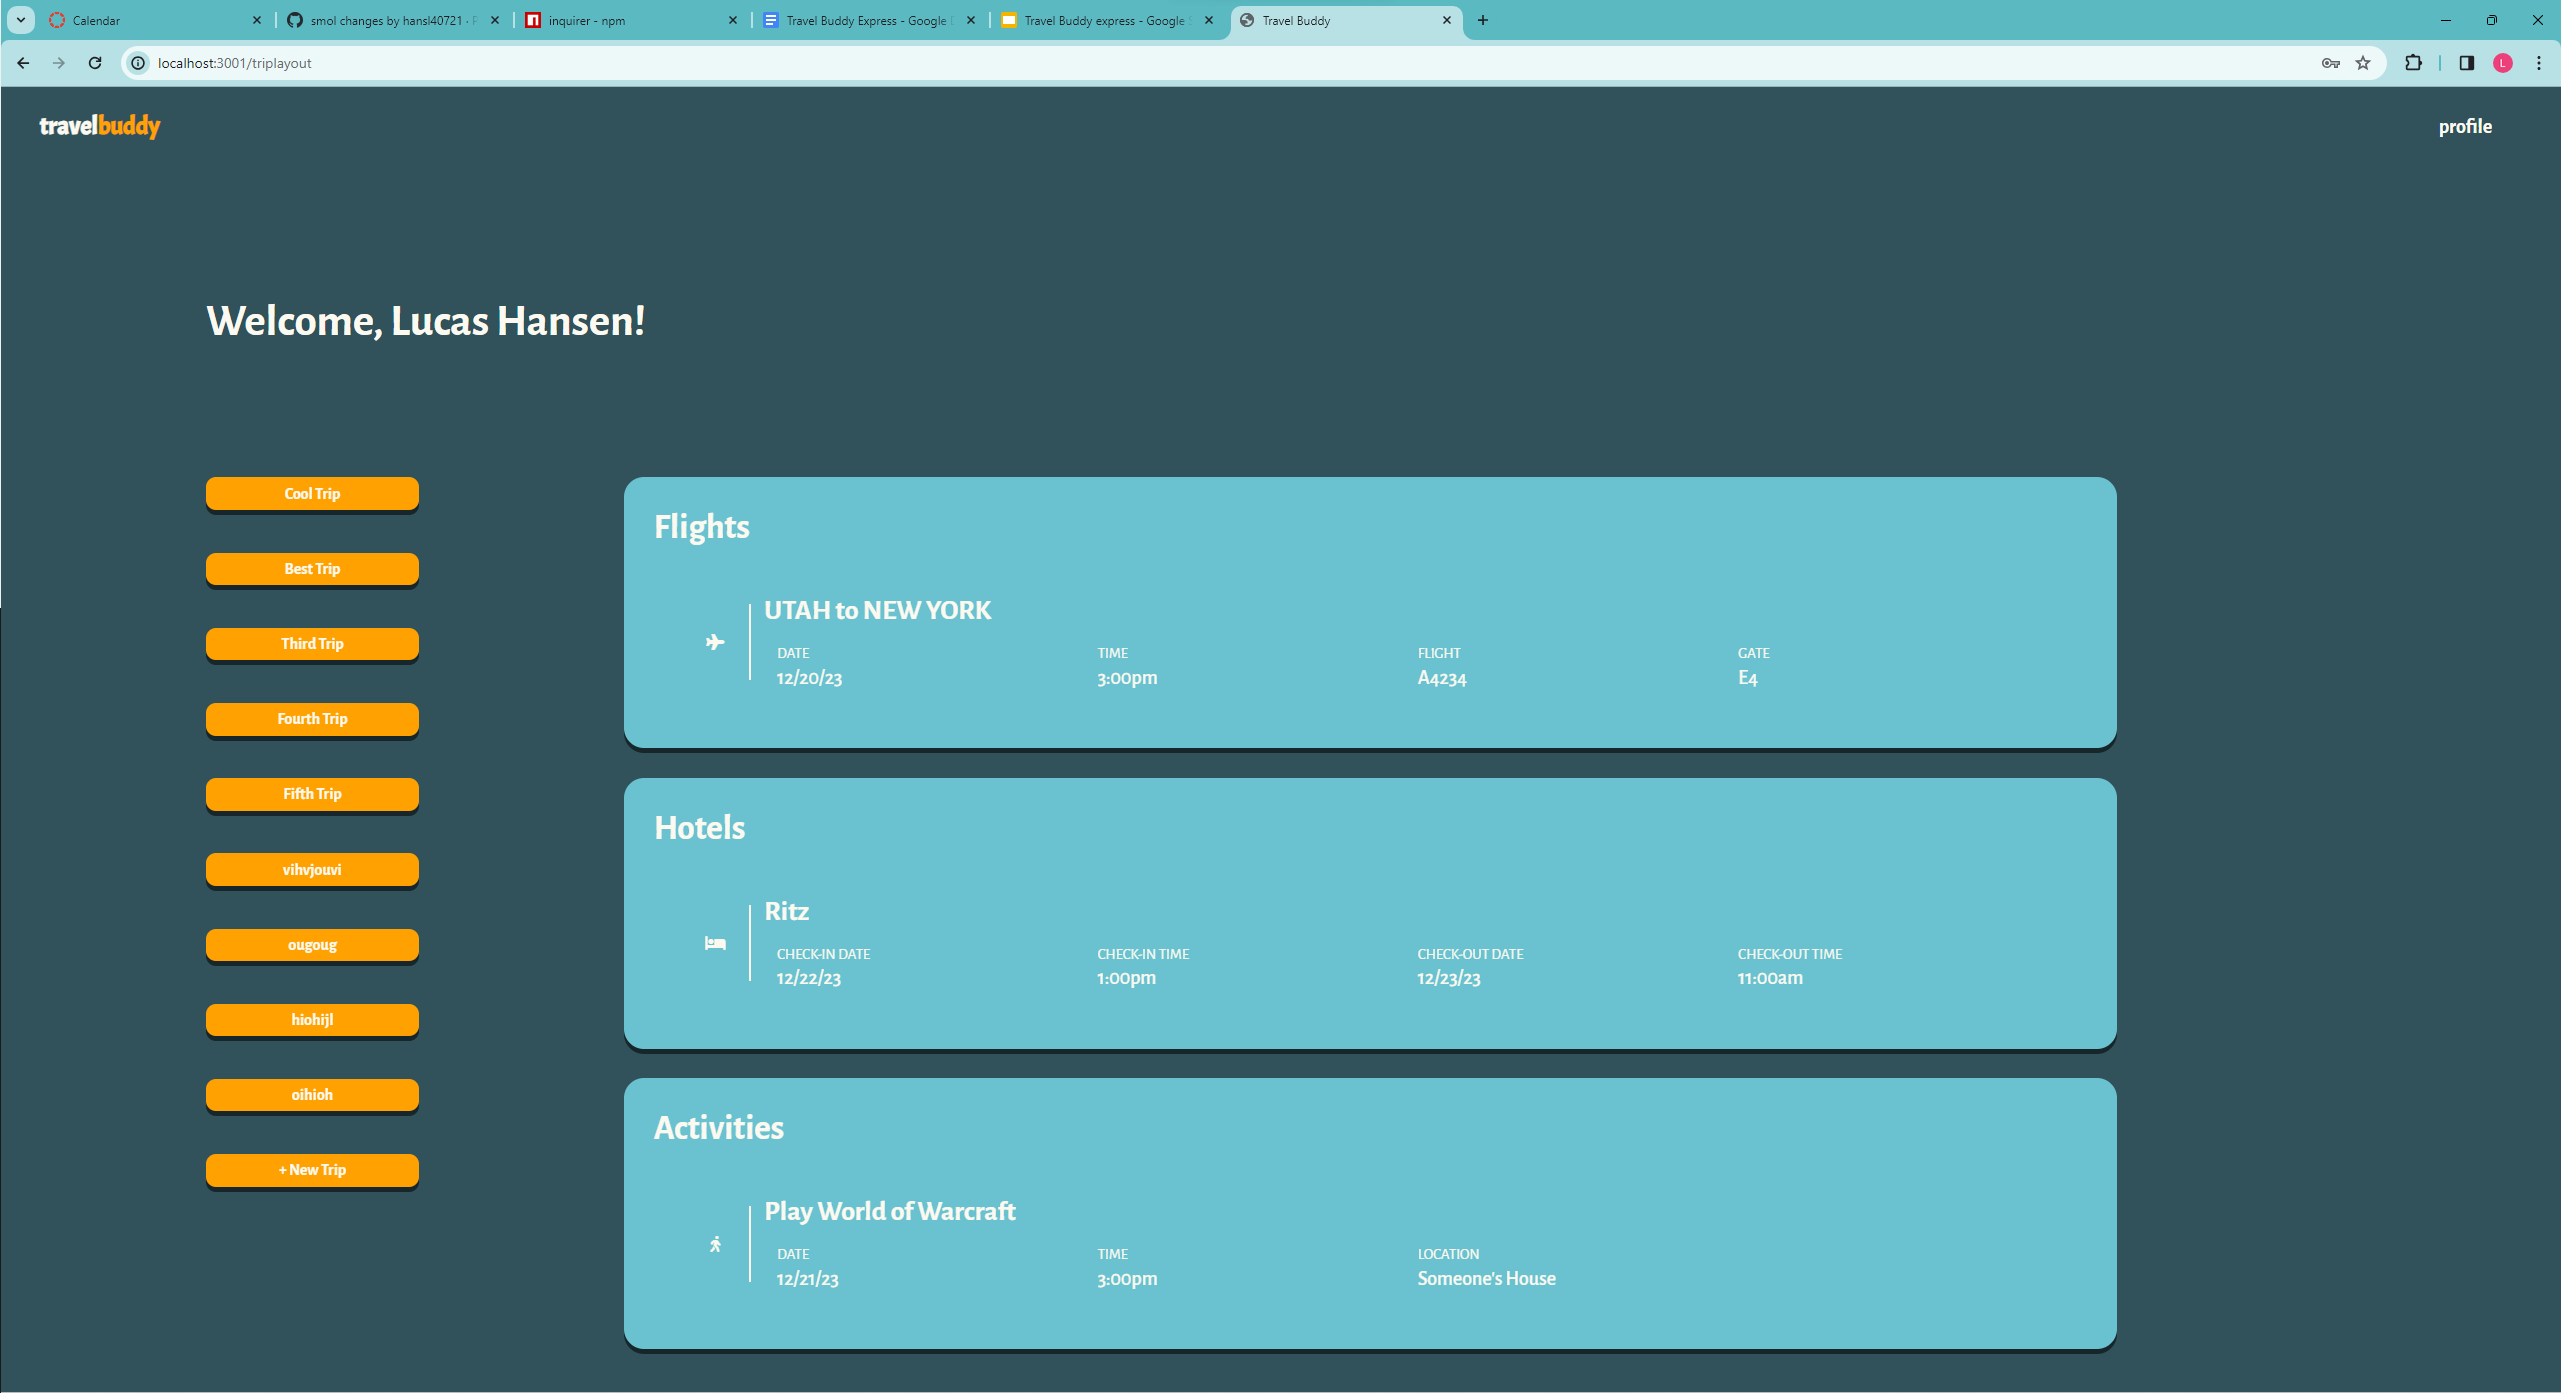 Calendar
smol changes by hansl40721 ·
inquirer - npm
Travel Buddy Express - Google
Travel Buddy express - Google
Travel Buddy
localhost:3001/triplayout
L
travelbuddy
profile
Welcome, Lucas Hansen!
Cool Trip
Best Trip
Third Trip
Fourth Trip
Fifth Trip
vihvjouvi
ougoug
hiohijl
oihioh
+ New Trip
Flights
UTAH to NEW YORK
DATE TIME FLIGHT GATE
12/20/23 3:00pm A4234 E4
Hotels
Ritz
CHECK-IN DATE CHECK-IN TIME CHECK-OUT DATE CHECK-OUT TIME
12/22/23 1:00pm 12/23/23 11:00am
Activities
Play World of Warcraft
DATE TIME LOCATION
12/21/23 3:00pm Someone's House